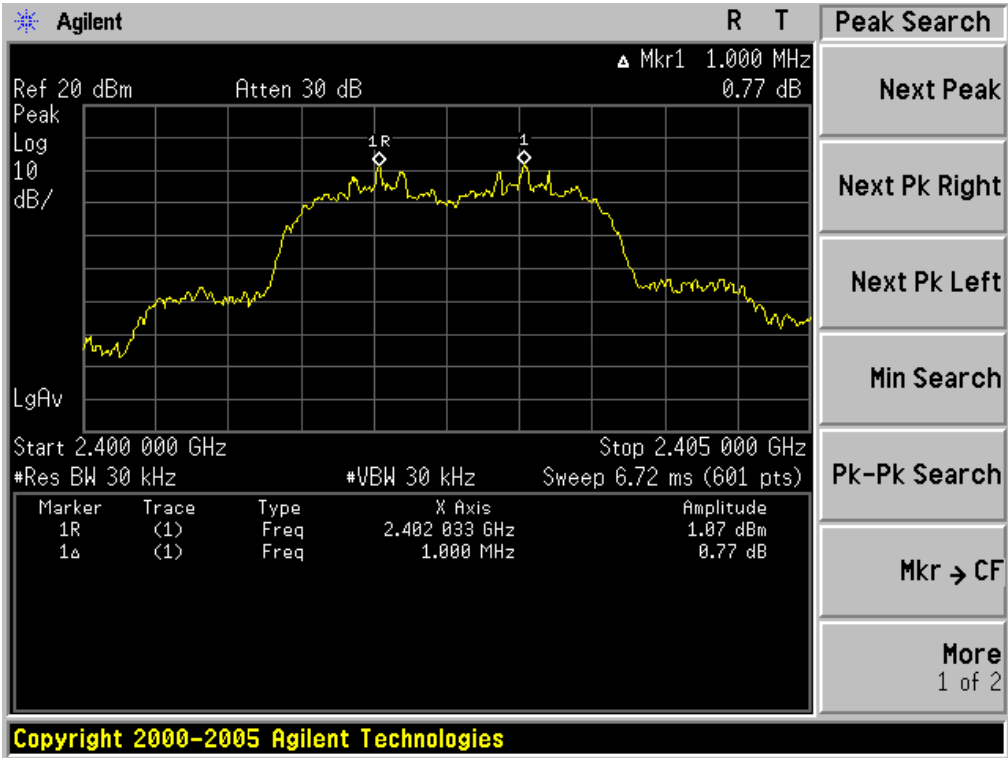 Agilent
R T
Peak Search
Δ Mkr1 1.000 MHz
Ref 20 dBm Atten 30 dB 0.77 dB
Peak
Log
10
dB/
1R
1
LgAv
Start 2.400 000 GHz Stop 2.405 000 GHz
#Res BW 30 kHz #VBW 30 kHz Sweep 6.72 ms (601 pts)
Marker Trace Type X Axis Amplitude
1R (1) Freq 2.402 033 GHz 1.07 dBm
1Δ (1) Freq 1.000 MHz 0.77 dB
Next Peak
Next Pk Right
Next Pk Left
Min Search
Pk-Pk Search
Mkr → CF
More
1 of 2
Copyright 2000-2005 Agilent Technologies